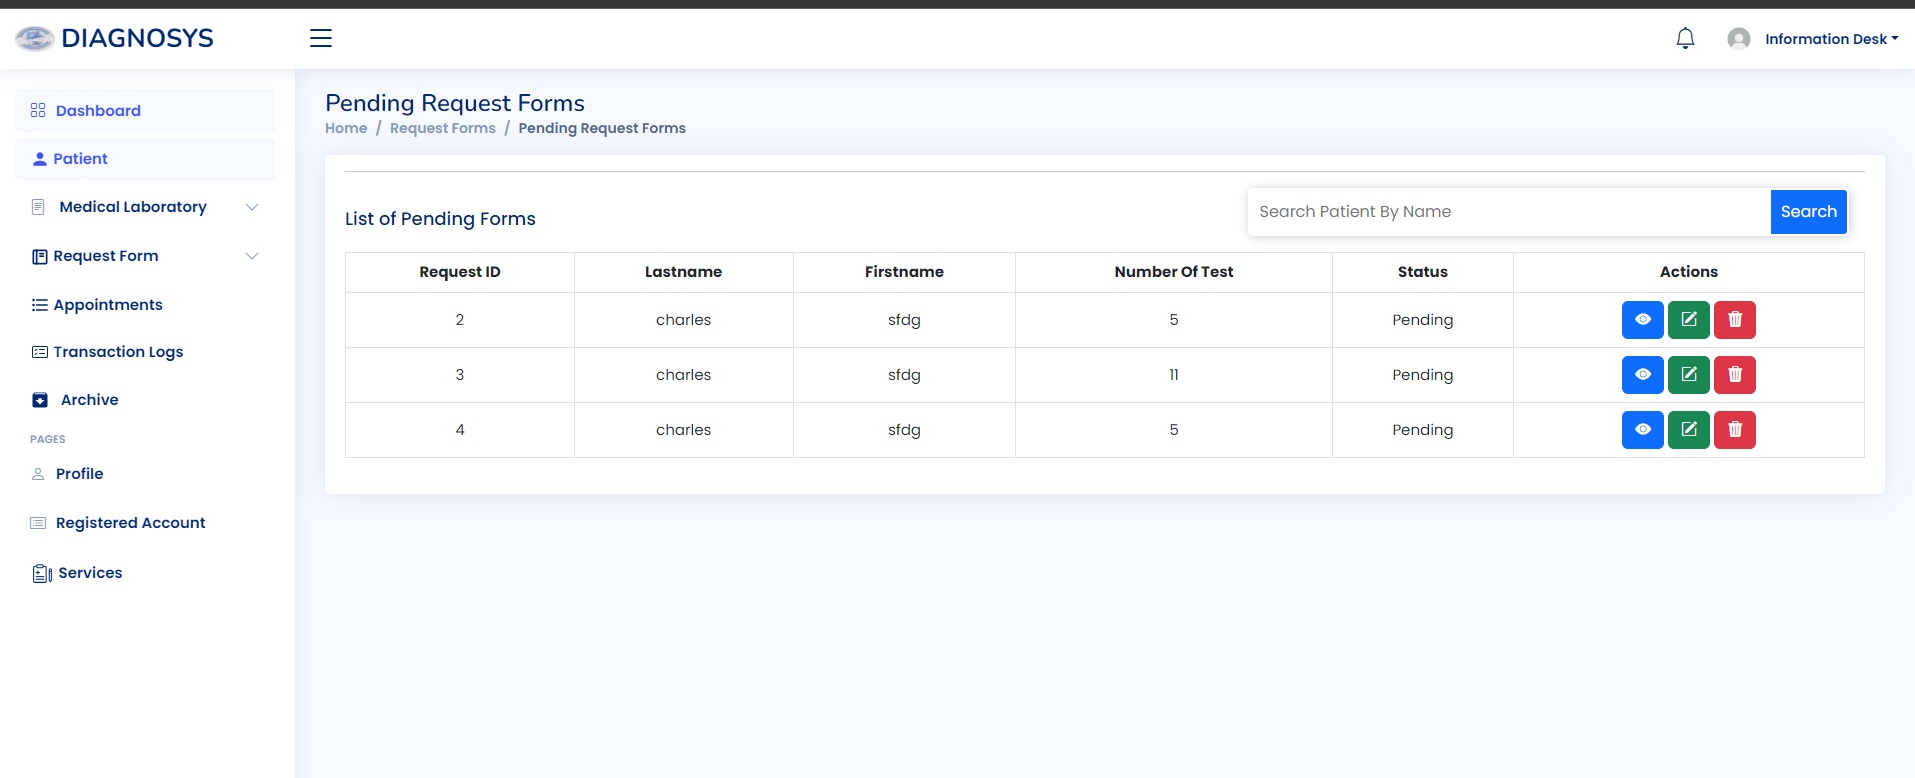 DIAGNOSYS
Information Desk
Dashboard
Patient
Medical Laboratory
Request Form
Appointments
Transaction Logs
Archive
PAGES
Profile
Registered Account
Services
Pending Request Forms
Home / Request Forms / Pending Request Forms
List of Pending Forms
Search Patient By Name Search
Request ID Lastname Firstname Number Of Test Status Actions
2 charles sfdg 5 Pending
3 charles sfdg 11 Pending
4 charles sfdg 5 Pending